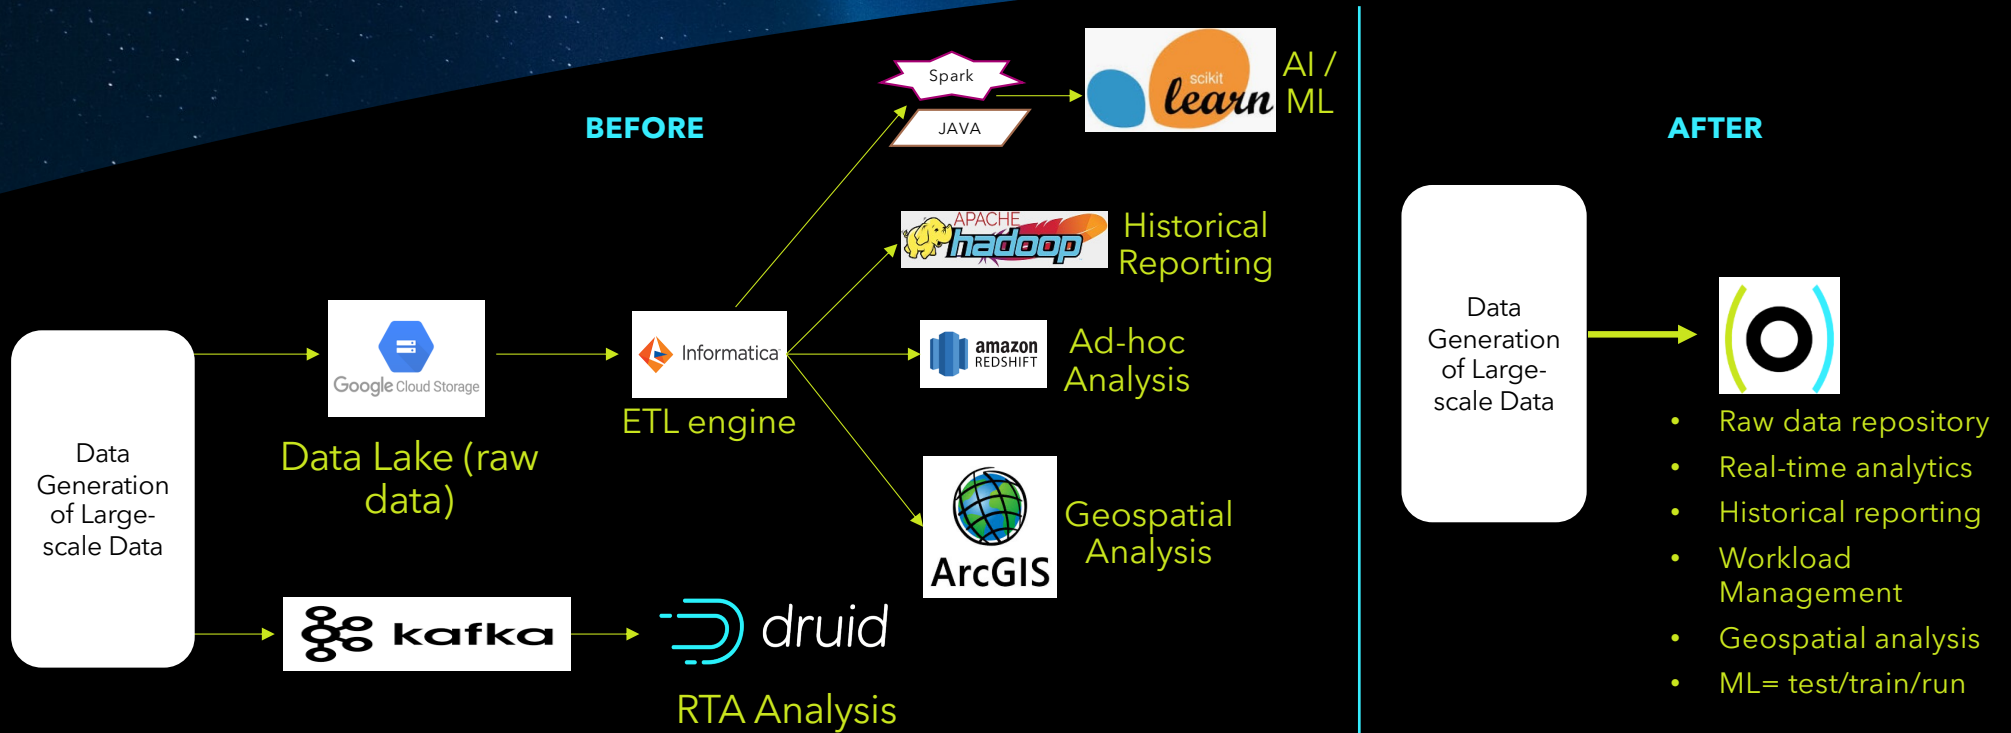 BEFORE
Data
Generation
of Large-
scale Data
Google Cloud Storage
Data Lake (raw
data)
Informatica
ETL engine
Spark
JAVA
scikit
learn
AI /
ML
APACHE
hadoop
Historical
Reporting
amazon
REDSHIFT
Ad-hoc
Analysis
ArcGIS
Geospatial
Analysis
kafka
druid
RTA Analysis
AFTER
Data
Generation
of Large-
scale Data
• Raw data repository
• Real-time analytics
• Historical reporting
• Workload
Management
• Geospatial analysis
• ML= test/train/run